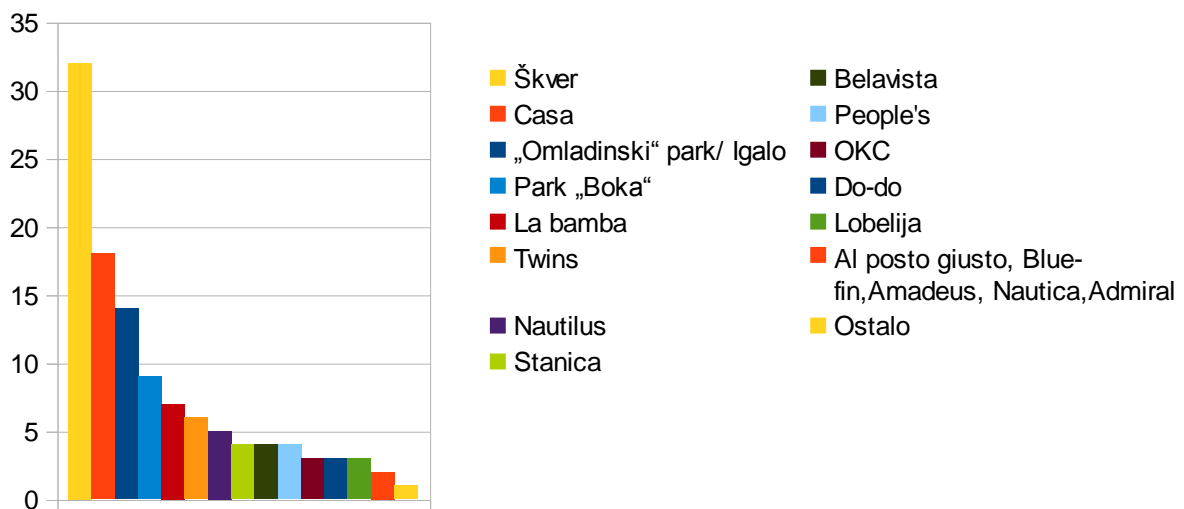 35
30
25
20
15
10
5
0
Škver
Casa
„Omladinski“ park/ Igalo
Park „Boka“
La bamba
Twins
Nautilus
Stanica
Belavista
People's
OKC
Do-do
Lobelija
Al posto giusto, Blue-
fin,Amadeus, Nautica,Admiral
Ostalo